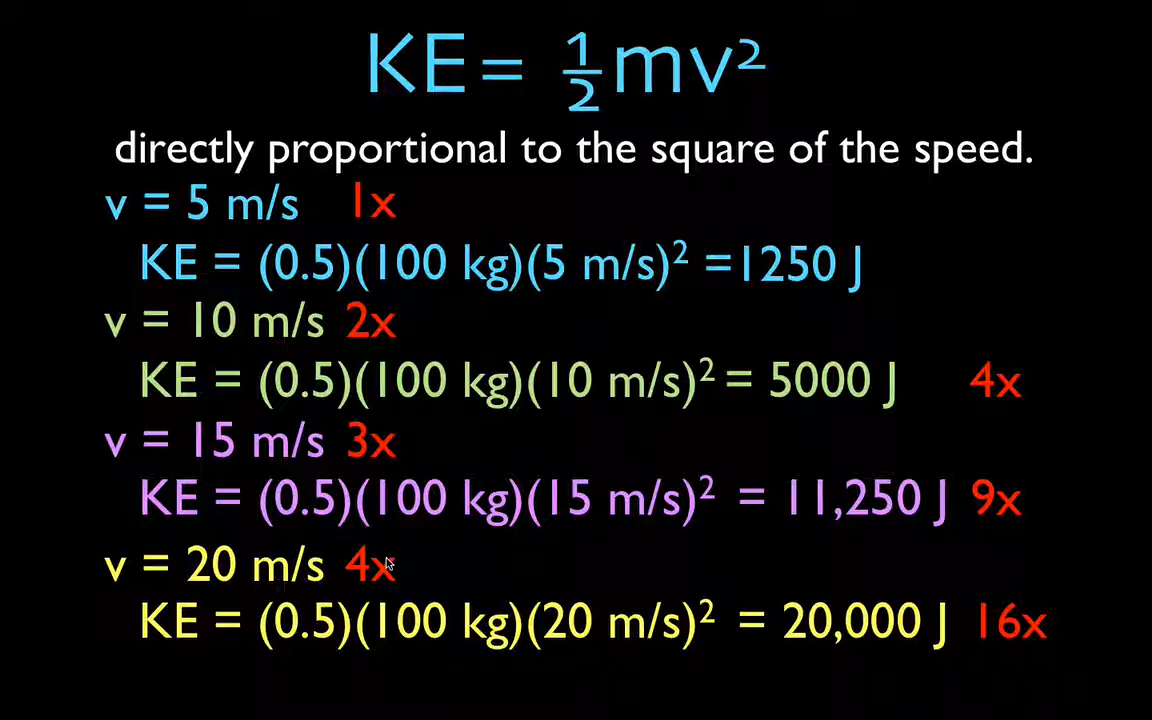 KE = ½mv²
directly proportional to the square of the speed.
v = 5 m/s 1x
KE = (0.5)(100 kg)(5 m/s)² =1250 J
v = 10 m/s 2x
KE = (0.5)(100 kg)(10 m/s)² = 5000 J 4x
v = 15 m/s 3x
KE = (0.5)(100 kg)(15 m/s)² = 11,250 J 9x
v = 20 m/s 4x
KE = (0.5)(100 kg)(20 m/s)² = 20,000 J 16x